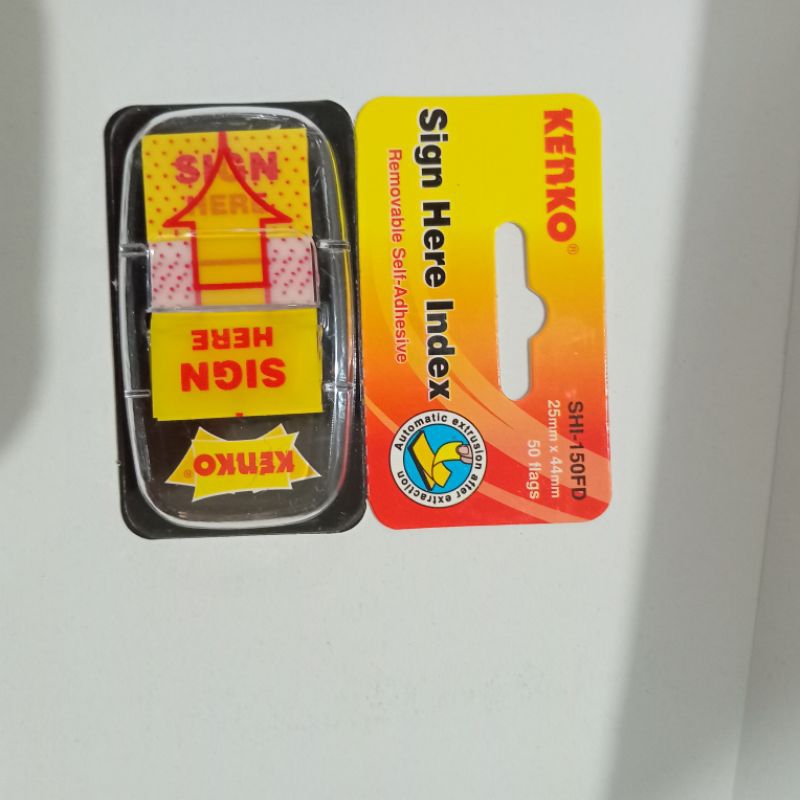 KENKO®
Sign Here Index
Removable Self-Adhesive
SHI-150FD
25mm x 44mm
50 flags
Automatic extrusion after extraction
SIGN
HERE
SIGN
HERE
KENKO®